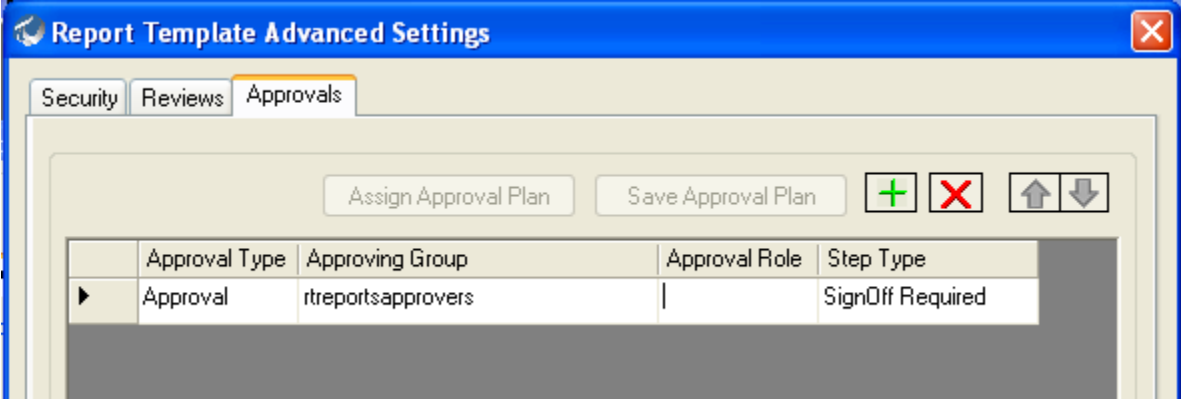 Report Template Advanced Settings
Security Reviews Approvals
Assign Approval Plan Save Approval Plan
Approval Type Approving Group Approval Role Step Type
Approval rtreportsapprovers SignOff Required